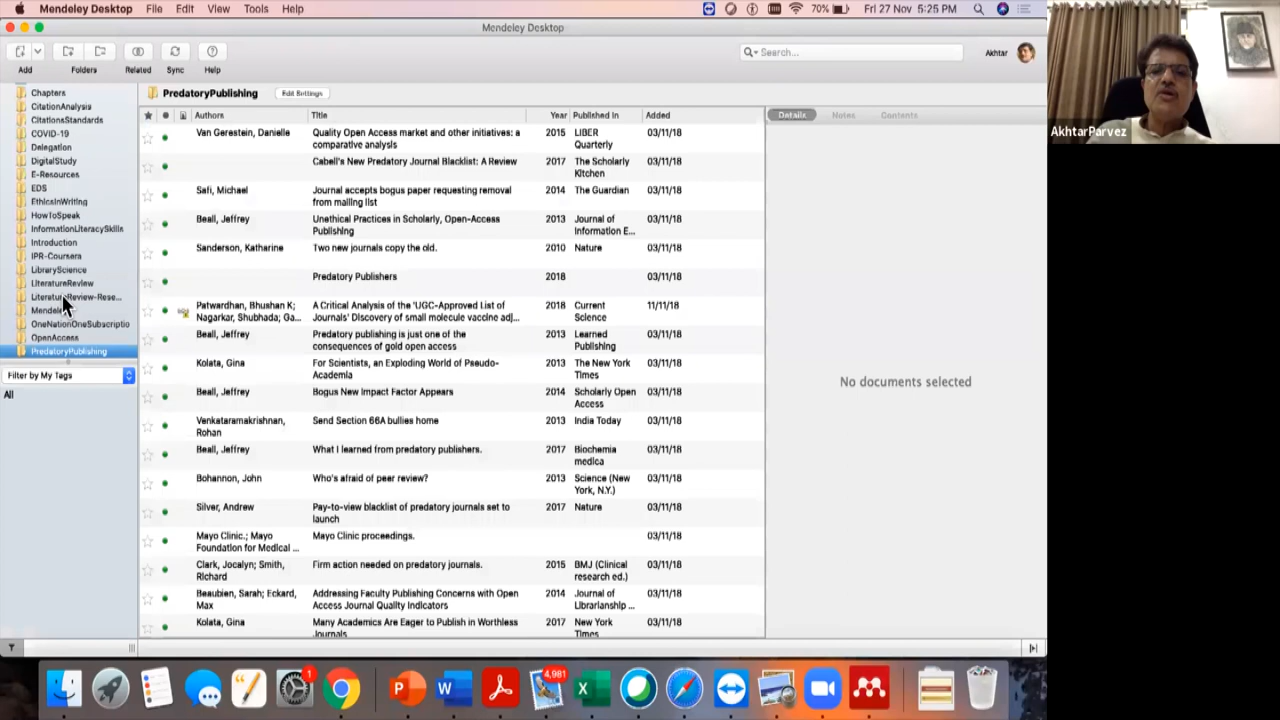 Mendeley Desktop File Edit View Tools Help 70% Fri 27 Nov 5:25 PM
Mendeley Desktop
Add Folders Related Sync Help Search... Akhtar
PredatoryPublishing Edit Settings
Authors Title Year Published In Added Details Notes Contents
Chapters
CitationAnalysis
CitationsStandards
COVID-19
Delegation
DigitalStudy
E-Resources
EDS
EthicsInWriting
HowToSpeak
InformationLiteracySkills
Introduction
IPR-Coursera
LibraryScience
LiteratureReview
LiteratureReview-Rese...
OneNationOneSubscriptio
OpenAccess
PredatoryPublishing
Filter by My Tags
All
Van Gerestein, Danielle Quality Open Access market and other initiatives: a 2015 LIBER 03/11/18
comparative analysis Quarterly
Cabell's New Predatory Journal Blacklist: A Review 2017 The Scholarly 03/11/18
Kitchen
Safi, Michael Journal accepts bogus paper requesting removal 2014 The Guardian 03/11/18
from mailing list
Beall, Jeffrey Unethical Practices in Scholarly, Open-Access 2013 Journal of 03/11/18
Publishing Information E...
Sanderson, Katharine Two new journals copy the old. 2010 Nature 03/11/18
Predatory Publishers 2018 03/11/18
Patwardhan, Bhushan K; A Critical Analysis of the 'UGC-Approved List of 2018 Current 11/11/18
Nagarkar, Shubhada; Ga... Journals' Discovery of small molecule vaccine adj... Science
Beall, Jeffrey Predatory publishing is just one of the 2013 Learned 03/11/18
consequences of gold open access Publishing
Kolata, Gina For Scientists, an Exploding World of Pseudo- 2013 The New York 03/11/18
Academia Times
Beall, Jeffrey Bogus New Impact Factor Appears 2014 Scholarly Open 03/11/18
Access
Venkataramakrishnan, Send Section 66A bullies home 2013 India Today 03/11/18
Rohan
Beall, Jeffrey What I learned from predatory publishers. 2017 Biochemia 03/11/18
medica
Bohannon, John Who's afraid of peer review? 2013 Science (New 03/11/18
York, N.Y.)
Silver, Andrew Pay-to-view blacklist of predatory journals set to 2017 Nature 03/11/18
launch
Mayo Clinic.; Mayo Mayo Clinic proceedings. 03/11/18
Foundation for Medical ...
Clark, Jocalyn; Smith, Firm action needed on predatory journals. 2015 BMJ (Clinical 03/11/18
Richard research ed.)
Beaubien, Sarah; Eckard, Addressing Faculty Publishing Concerns with Open 2014 Journal of 03/11/18
Max Access Journal Quality Indicators Librarianship ...
Kolata, Gina Many Academics Are Eager to Publish in Worthless 2017 New York 03/11/18
Journals Times
No documents selected
AkhtarParvez
1
4,981